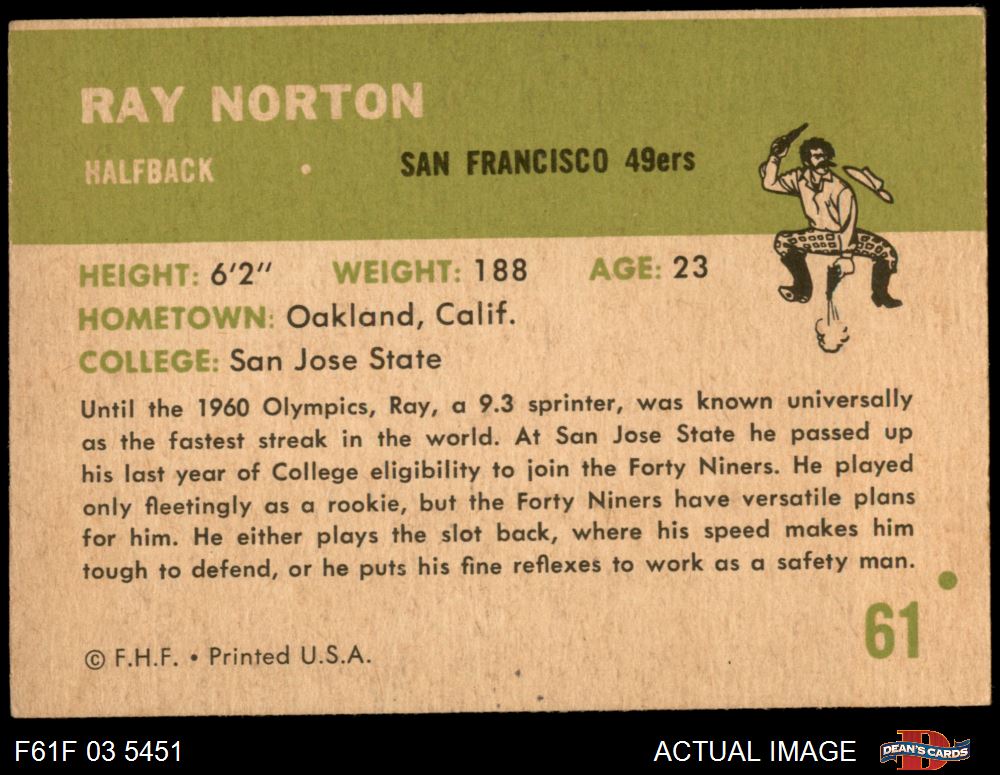 RAY NORTON
HALFBACK • SAN FRANCISCO 49ers
HEIGHT: 6'2" WEIGHT: 188 AGE: 23
HOMETOWN: Oakland, Calif.
COLLEGE: San Jose State
Until the 1960 Olympics, Ray, a 9.3 sprinter, was known universally
as the fastest streak in the world. At San Jose State he passed up
his last year of College eligibility to join the Forty Niners. He played
only fleetingly as a rookie, but the Forty Niners have versatile plans
for him. He either plays the slot back, where his speed makes him
tough to defend, or he puts his fine reflexes to work as a safety man.
61
© F.H.F. • Printed U.S.A.
F61F 03 5451
ACTUAL IMAGE
D
DEAN'S CARDS